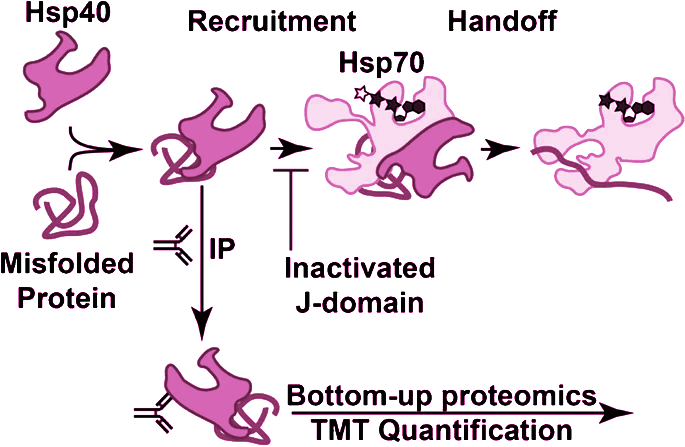 Hsp40
Recruitment
Handoff
Hsp70
Misfolded
Protein
IP
Inactivated
J-domain
Bottom-up proteomics
TMT Quantification